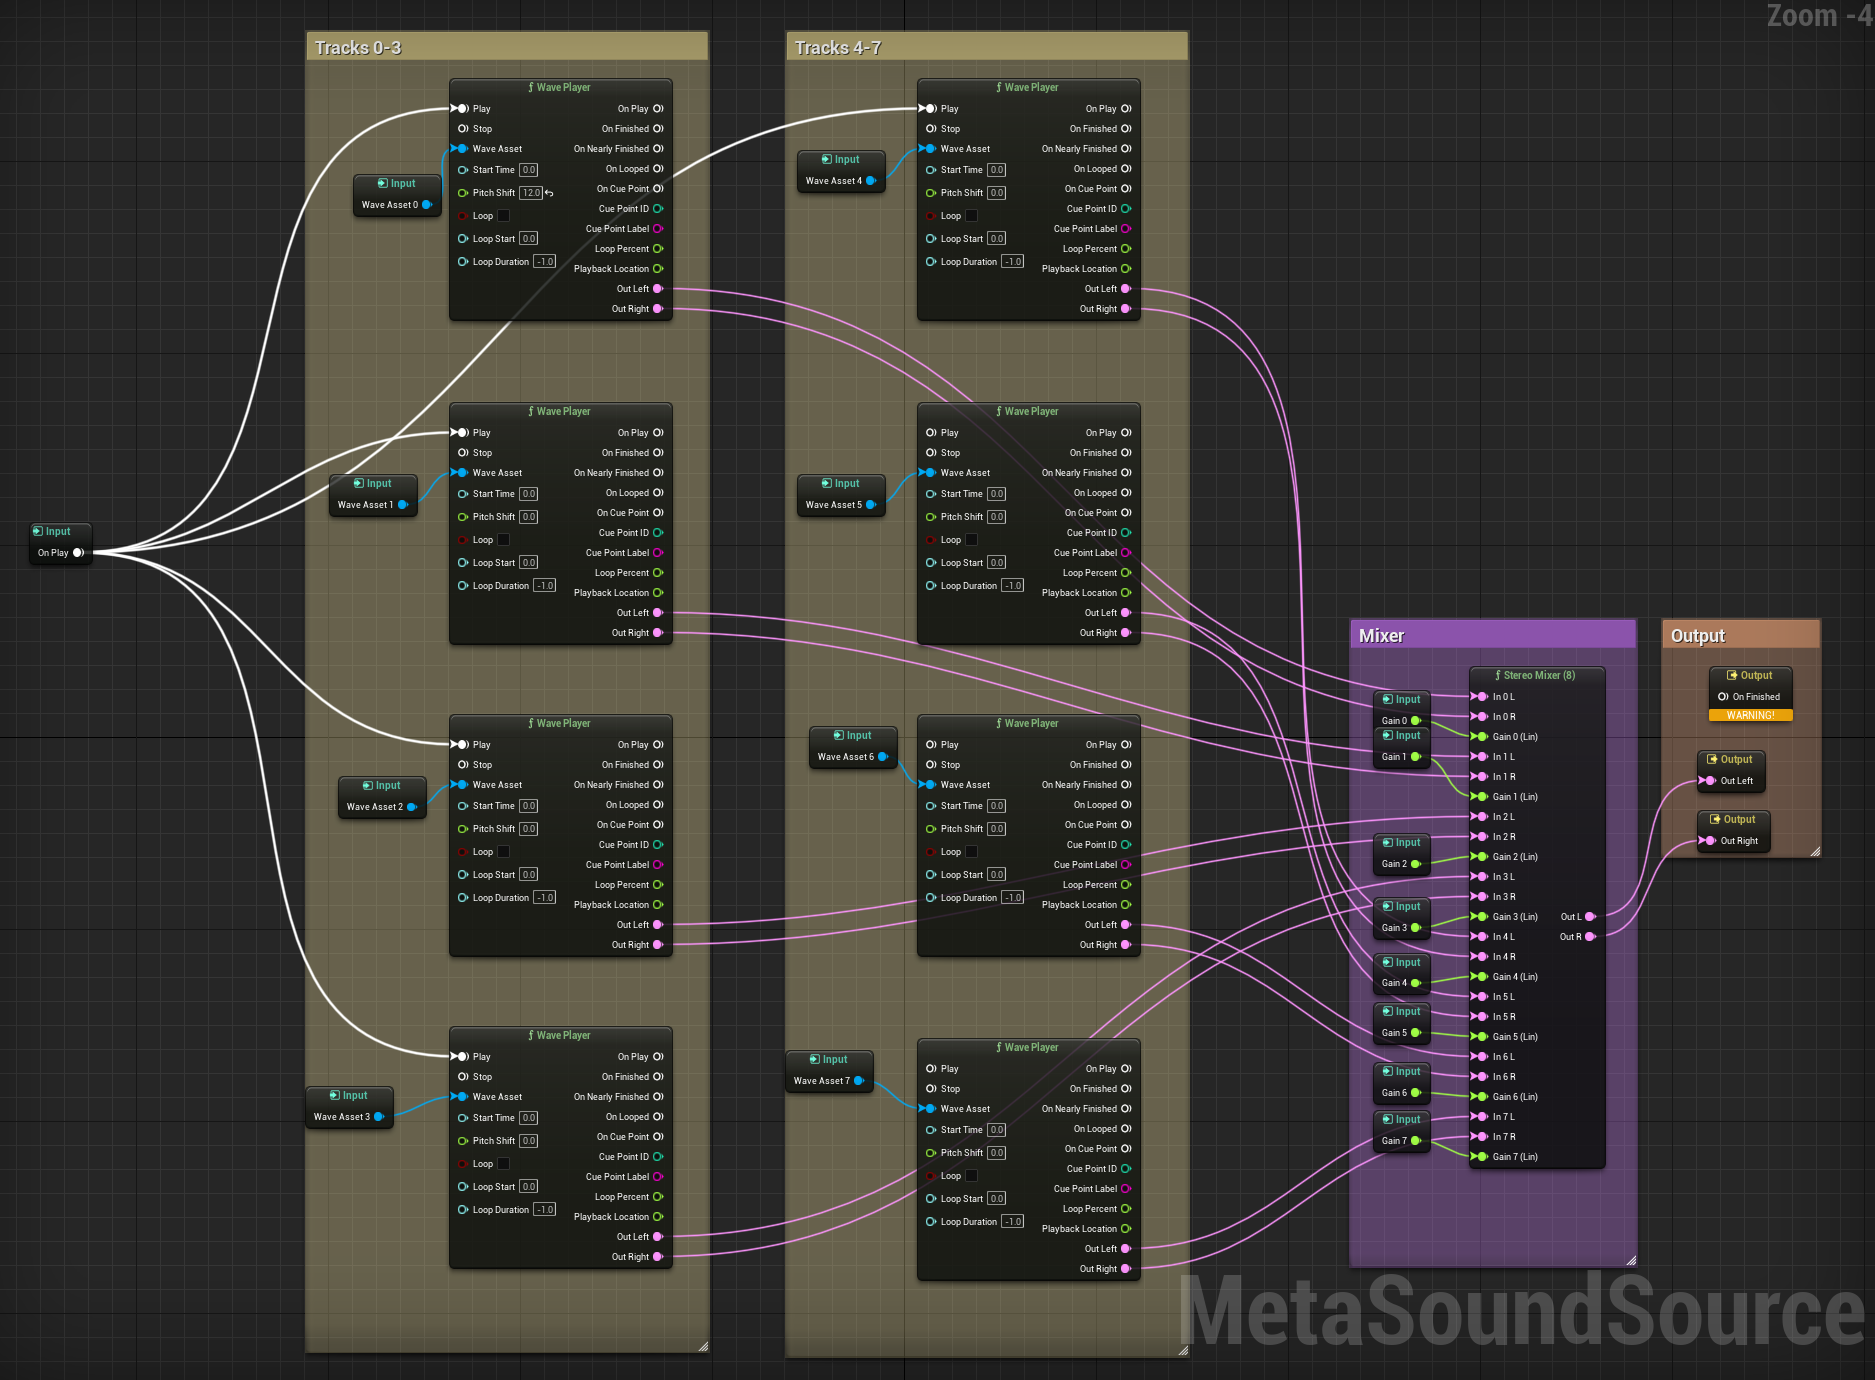 Zoom -4
Tracks 0-3
Wave Player
Play On Play
Stop On Finished
Wave Asset On Nearly Finished
Start Time 0.0 On Looped
Pitch Shift 12.0 On Cue Point
Loop Cue Point ID
Loop Start 0.0 Cue Point Label
Loop Duration -1.0 Loop Percent
Playback Location
Out Left
Out Right
Input
Wave Asset 0
Wave Player
Play On Play
Stop On Finished
Wave Asset On Nearly Finished
Start Time 0.0 On Looped
Pitch Shift 0.0 On Cue Point
Loop Cue Point ID
Loop Start 0.0 Cue Point Label
Loop Duration -1.0 Loop Percent
Playback Location
Out Left
Out Right
Input
Wave Asset 1
Input
On Play
Wave Player
Play On Play
Stop On Finished
Wave Asset On Nearly Finished
Start Time 0.0 On Looped
Pitch Shift 0.0 On Cue Point
Loop Cue Point ID
Loop Start 0.0 Cue Point Label
Loop Duration -1.0 Loop Percent
Playback Location
Out Left
Out Right
Input
Wave Asset 2
Wave Player
Play On Play
Stop On Finished
Wave Asset On Nearly Finished
Start Time 0.0 On Looped
Pitch Shift 0.0 On Cue Point
Loop Cue Point ID
Loop Start 0.0 Cue Point Label
Loop Duration -1.0 Loop Percent
Playback Location
Out Left
Out Right
Input
Wave Asset 3
Tracks 4-7
Wave Player
Play On Play
Stop On Finished
Wave Asset On Nearly Finished
Start Time 0.0 On Looped
Pitch Shift 0.0 On Cue Point
Loop Cue Point ID
Loop Start 0.0 Cue Point Label
Loop Duration -1.0 Loop Percent
Playback Location
Out Left
Out Right
Input
Wave Asset 4
Wave Player
Play On Play
Stop On Finished
Wave Asset On Nearly Finished
Start Time 0.0 On Looped
Pitch Shift 0.0 On Cue Point
Loop Cue Point ID
Loop Start 0.0 Cue Point Label
Loop Duration -1.0 Loop Percent
Playback Location
Out Left
Out Right
Input
Wave Asset 5
Wave Player
Play On Play
Stop On Finished
Wave Asset On Nearly Finished
Start Time 0.0 On Looped
Pitch Shift 0.0 On Cue Point
Loop Cue Point ID
Loop Start 0.0 Cue Point Label
Loop Duration -1.0 Loop Percent
Playback Location
Out Left
Out Right
Input
Wave Asset 6
Wave Player
Play On Play
Stop On Finished
Wave Asset On Nearly Finished
Start Time 0.0 On Looped
Pitch Shift 0.0 On Cue Point
Loop Cue Point ID
Loop Start 0.0 Cue Point Label
Loop Duration -1.0 Loop Percent
Playback Location
Out Left
Out Right
Input
Wave Asset 7
Mixer
Input
Gain 0
Input
Gain 1
Input
Gain 2
Input
Gain 3
Input
Gain 4
Input
Gain 5
Input
Gain 6
Input
Gain 7
Stereo Mixer (8)
In 0 L
In 0 R
Gain 0 (Lin)
In 1 L
In 1 R
Gain 1 (Lin)
In 2 L
In 2 R
Gain 2 (Lin)
In 3 L
In 3 R
Gain 3 (Lin) Out L
In 4 L Out R
In 4 R
Gain 4 (Lin)
In 5 L
In 5 R
Gain 5 (Lin)
In 6 L
In 6 R
Gain 6 (Lin)
In 7 L
In 7 R
Gain 7 (Lin)
Output
Output
On Finished
WARNING!
Output
Out Left
Output
Out Right
MetaSoundSource